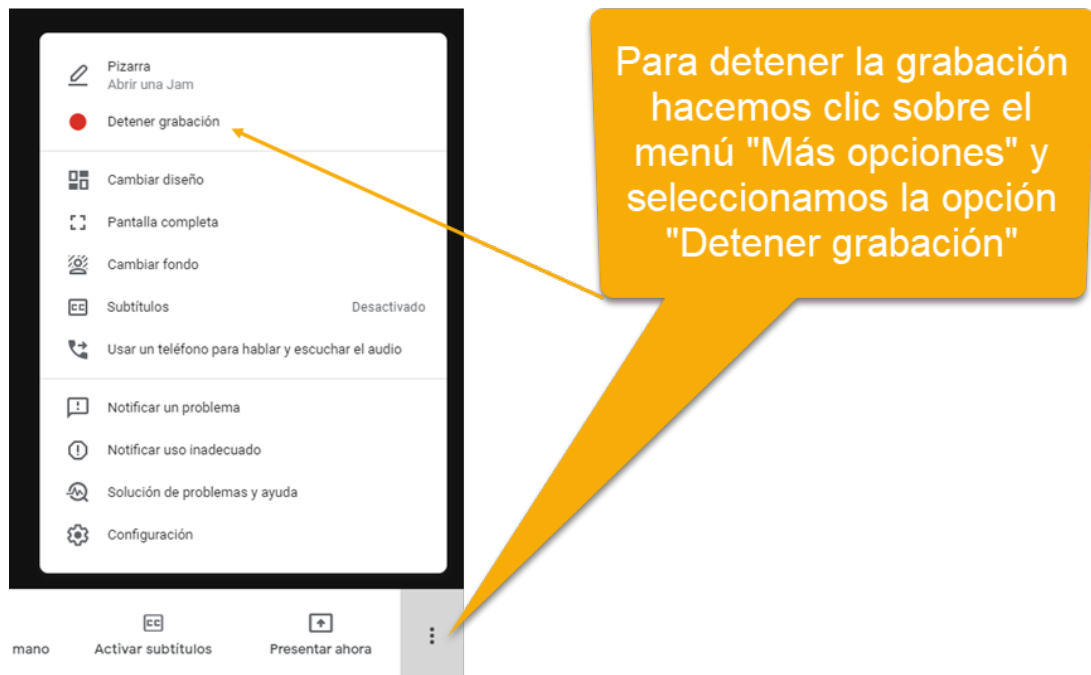 Pizarra
Abrir una Jam
Detener grabación
Cambiar diseño
Pantalla completa
Cambiar fondo
Subtítulos Desactivado
Usar un teléfono para hablar y escuchar el audio
Notificar un problema
Notificar uso inadecuado
Solución de problemas y ayuda
Configuración
mano Activar subtítulos Presentar ahora
Para detener la grabación
hacemos clic sobre el
menú "Más opciones" y
seleccionamos la opción
"Detener grabación"